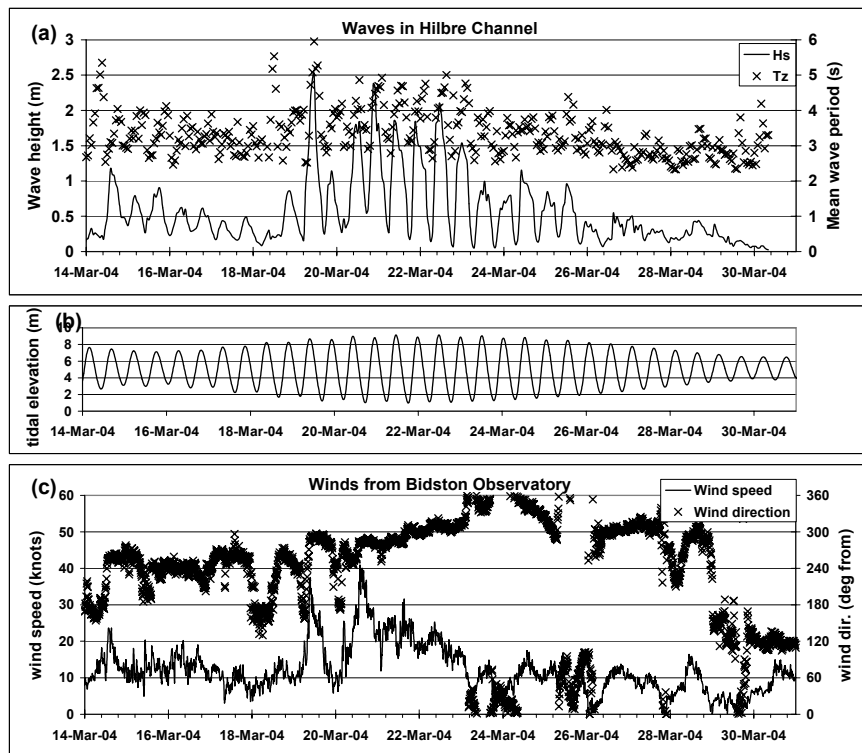 (a)
Waves in Hilbre Channel
Wave height (m)
3
2.5
2
1.5
1
0.5
0
Hs
Tz
6
5
4
3
2
1
0
Mean wave period (s)
14-Mar-04 16-Mar-04 18-Mar-04 20-Mar-04 22-Mar-04 24-Mar-04 26-Mar-04 28-Mar-04 30-Mar-04
(b)
tidal elevation (m)
10
8
6
4
2
0
14-Mar-04 16-Mar-04 18-Mar-04 20-Mar-04 22-Mar-04 24-Mar-04 26-Mar-04 28-Mar-04 30-Mar-04
(c)
Winds from Bidston Observatory
wind speed (knots)
60
50
40
30
20
10
0
Wind speed
Wind direction
360
300
240
180
120
60
0
wind dir. (deg from)
14-Mar-04 16-Mar-04 18-Mar-04 20-Mar-04 22-Mar-04 24-Mar-04 26-Mar-04 28-Mar-04 30-Mar-04